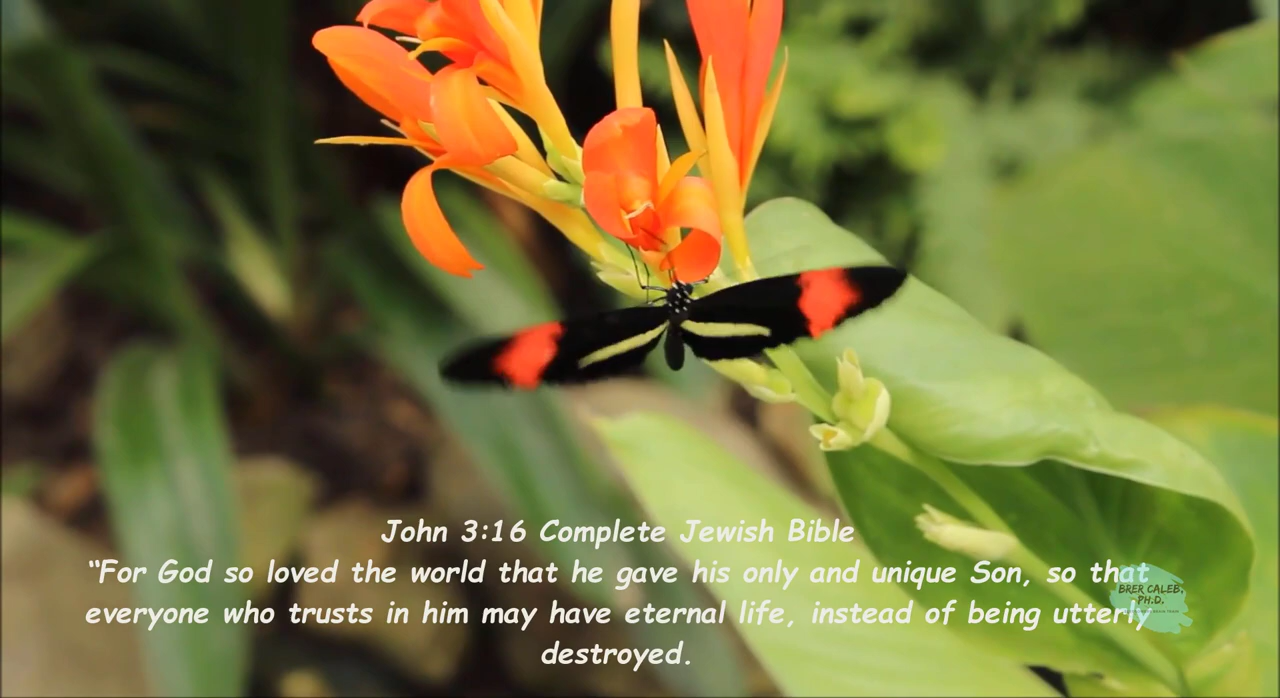 John 3:16 Complete Jewish Bible
“For God so loved the world that he gave his only and unique Son, so that
everyone who trusts in him may have eternal life, instead of being utterly
destroyed.
BRER CALEB,
PH.D.